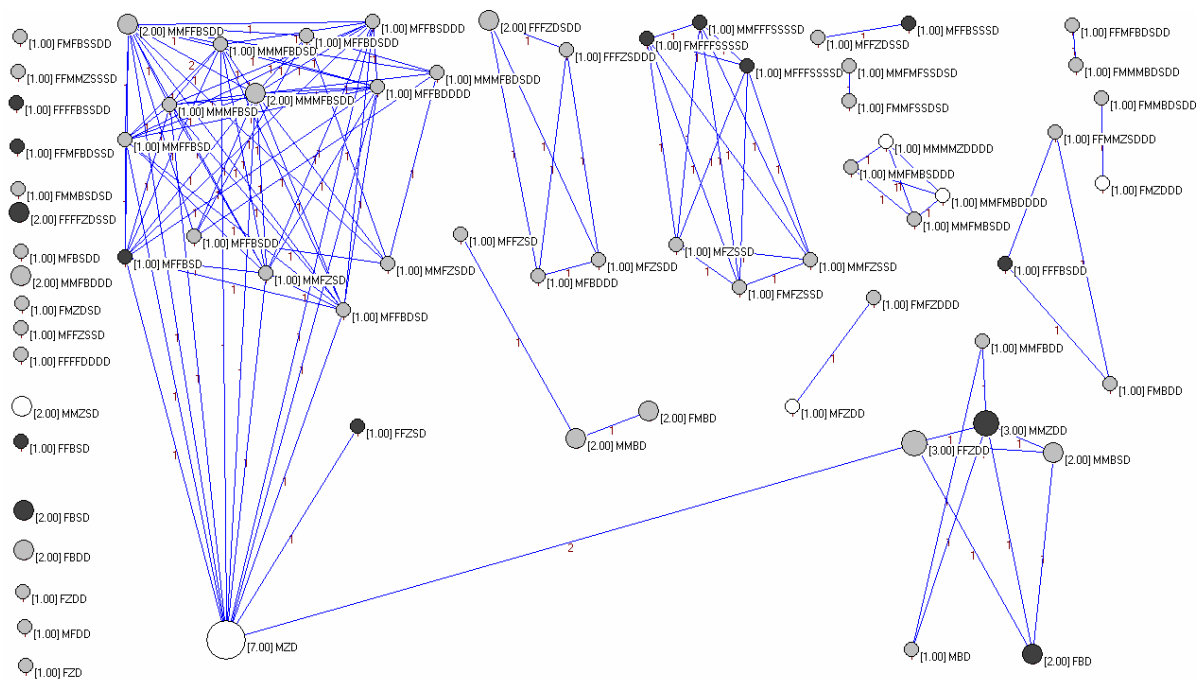 [1.00] FMFBSSDD
[1.00] FFMMZSSSD
[1.00] FFFFBSSDD
[1.00] FFMFBDSSD
[1.00] FMMBSDSD
[2.00] FFFFZDSSD
[1.00] MFBSDD
[2.00] MMFBDDD
[1.00] FMZDSD
[1.00] MFFZSSD
[1.00] FFFFDDDD
[2.00] MMZSD
[1.00] FFBSD
[2.00] FBSD
[2.00] FBDD
[1.00] FZDD
[1.00] MFDD
[1.00] FZD
[2.00] MMFFBSDD
[1.00] MMMFBDSD
[1.00] MFFBDSDD
[1.00] MFFBSDDD
[1.00] MMMFBDSDD
[2.00] MMMFBSDD
[1.00] MFFBDDDD
[1.00] MMMFBSD
[1.00] MMFFBSD
[1.00] MFFBSDD
[1.00] MFFBSD
[1.00] MMFZSD
[1.00] MMFZSDD
[1.00] MFFBDSD
[1.00] FFZSD
[7.00] MZD
[2.00] FFFZDSDD
[1.00] FFFZSDDD
[1.00] MFZSDD
[1.00] MFBDDD
[1.00] MFFZSD
[2.00] MMBD
[2.00] FMBD
[1.00] MMFFFSSSSD
[1.00] FMFFFSSSSD
[1.00] MFFFSSSSD
[1.00] MFZSSD
[1.00] MMFZSSD
[1.00] FMFZSSD
[1.00] MFFZDSSD
[1.00] MFFBSSSD
[1.00] MMFMFSSDSD
[1.00] FMMFSSDSD
[1.00] MMMMZDDDD
[1.00] MMFMBSDDD
[1.00] MMFMBDDDD
[1.00] MMFMBSD
[1.00] FMFBDSDD
[1.00] FMMMBDSDD
[1.00] FMMBDSDD
[1.00] FMZDDD
[1.00] FFMMZSDDD
[1.00] FFFBSDD
[1.00] FMBDD
[1.00] FMFZDDD
[1.00] MFZDD
[1.00] MMFBDD
[3.00] MMZDD
[3.00] FFZDD
[2.00] MMBSD
[1.00] MBD
[2.00] FBD
2